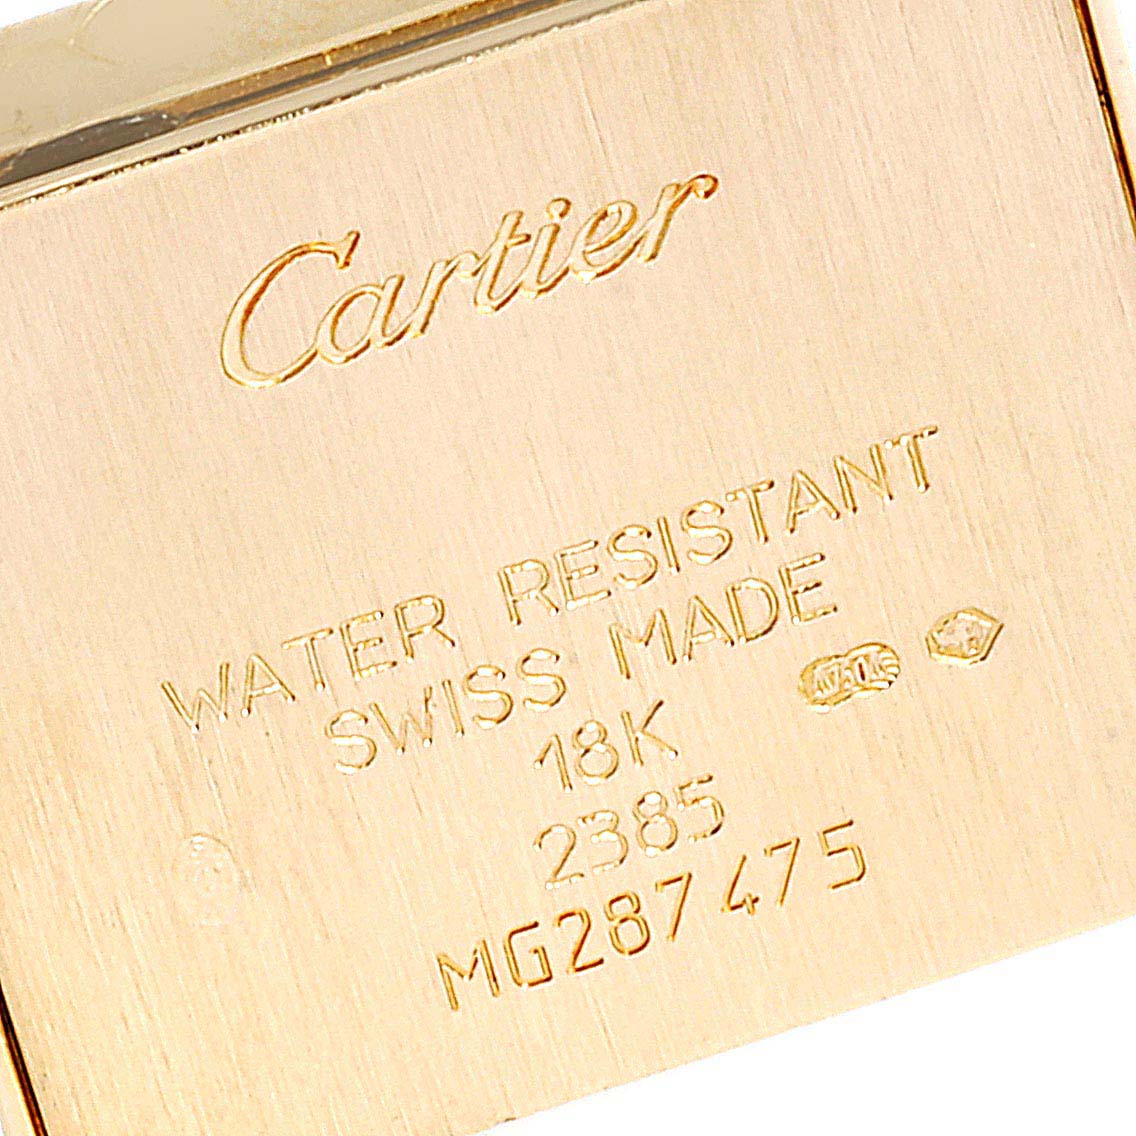 Cartier
WATER RESISTANT
SWISS MADE
18K
2385
MG287475